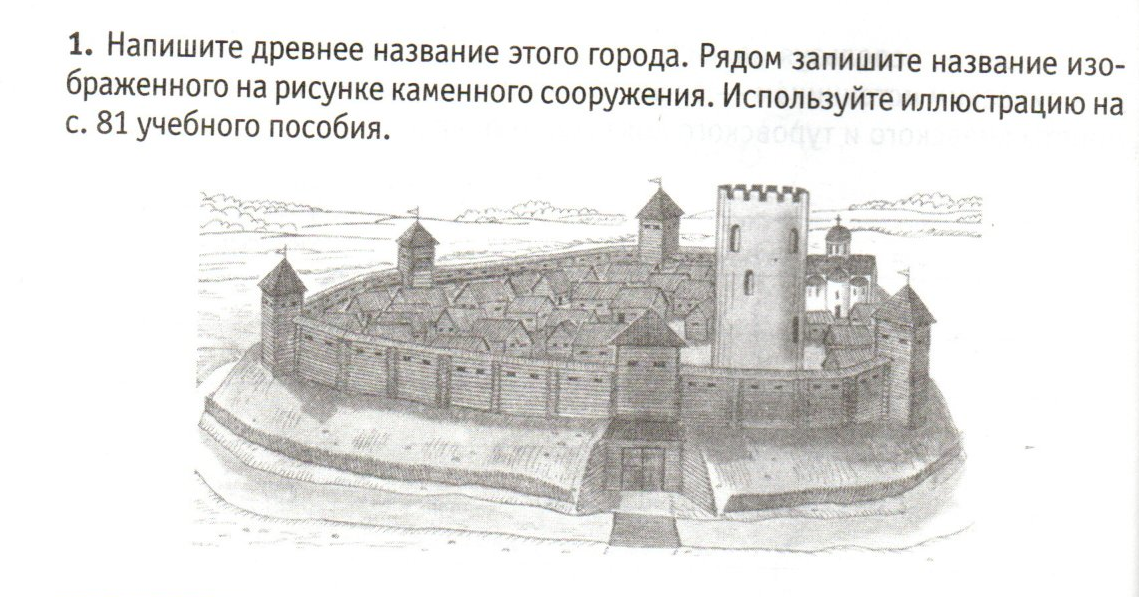 1. Напишите древнее название этого города. Рядом запишите название изо-
браженного на рисунке каменного сооружения. Используйте иллюстрацию на
с. 81 учебного пособия.